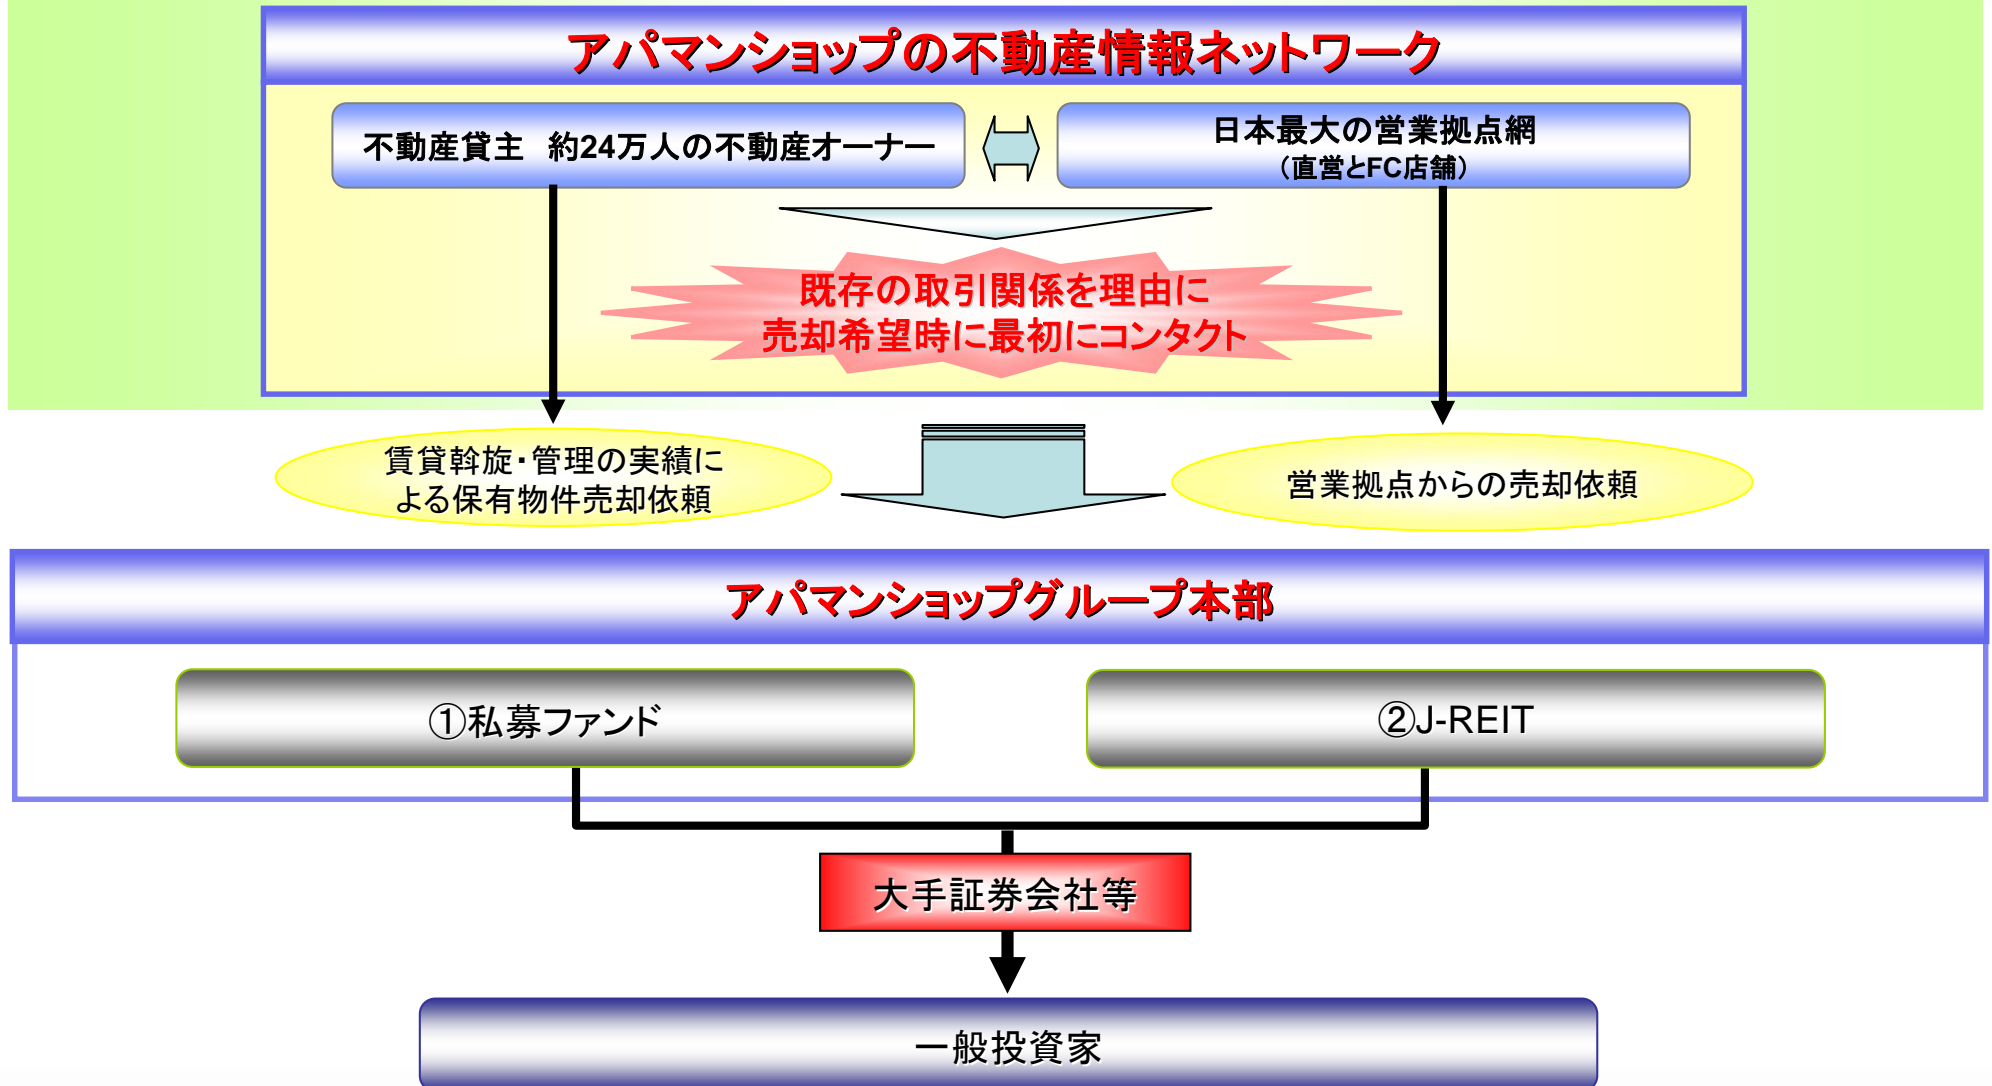 アパマンショップの不動産情報ネットワーク
不動産貸主　約24万人の不動産オーナー
日本最大の営業拠点網
（直営とFC店舗）
既存の取引関係を理由に
売却希望時に最初にコンタクト
賃貸斡旋・管理の実績に
よる保有物件売却依頼
営業拠点からの売却依頼
アパマンショップグループ本部
①私募ファンド
②J-REIT
大手証券会社等
一般投資家